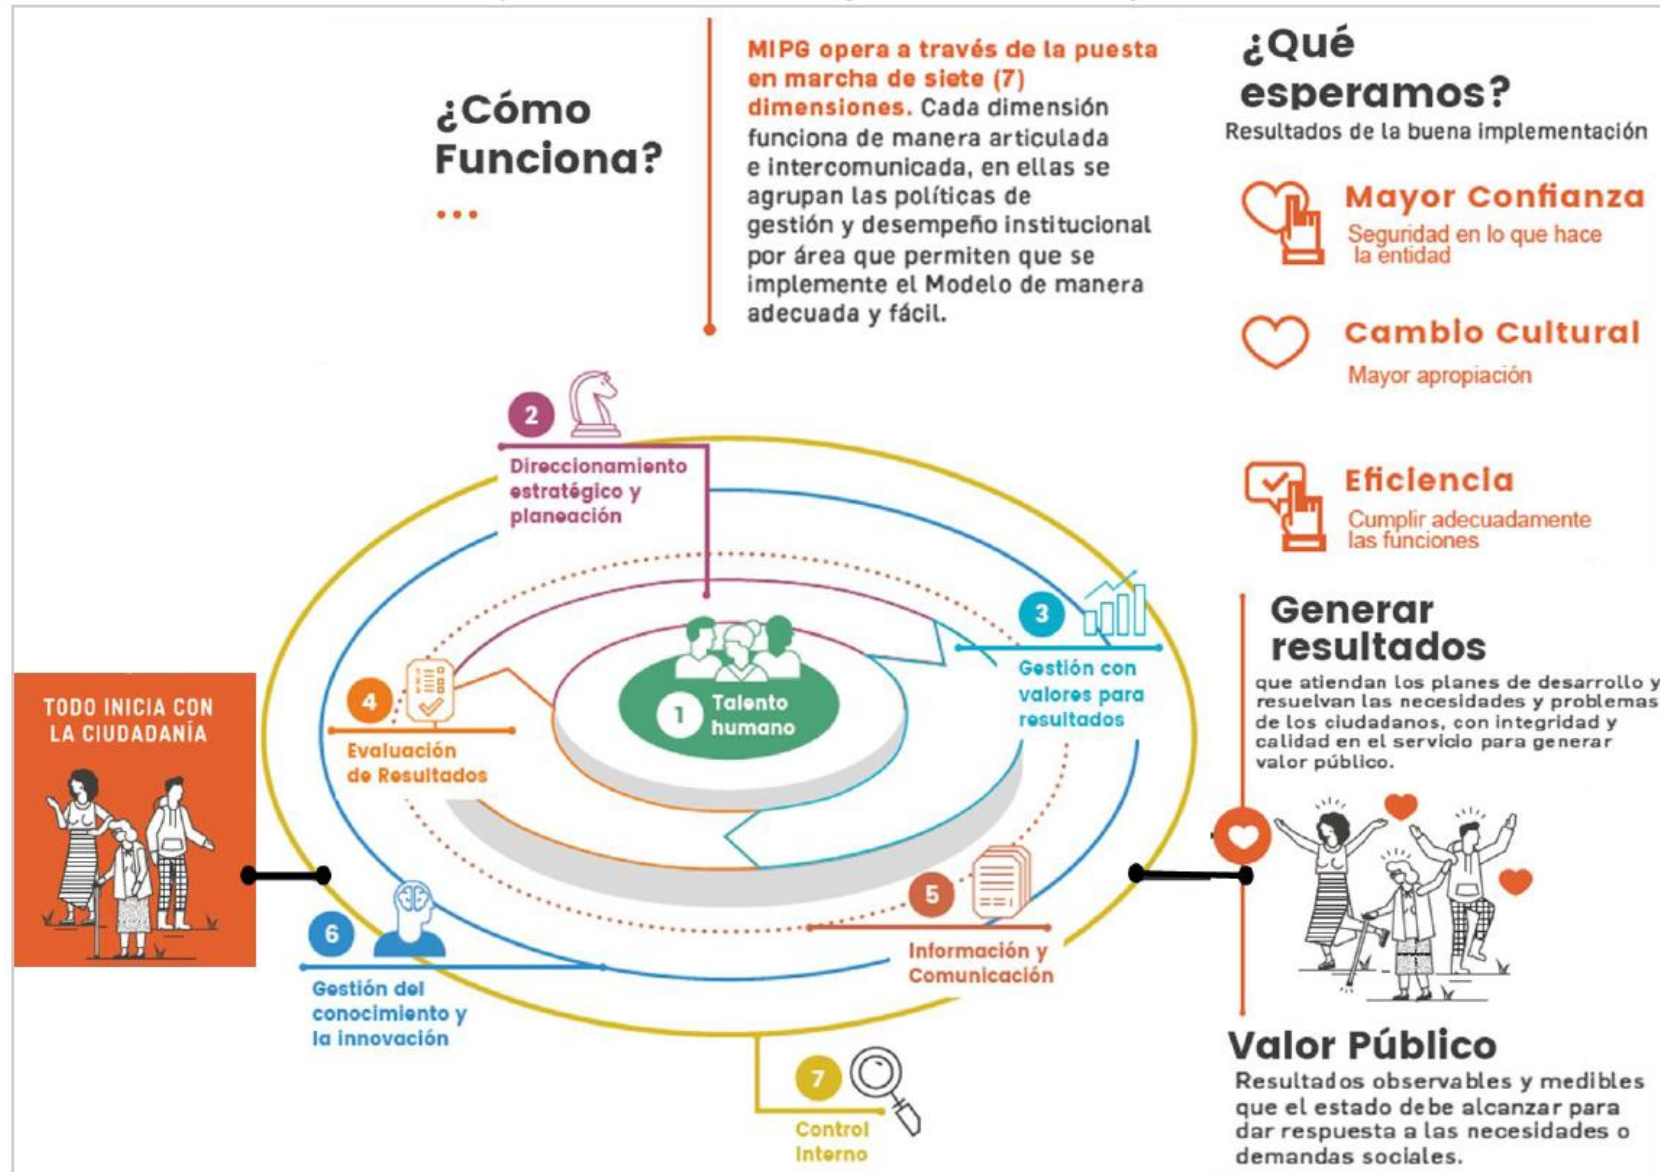 ¿Cómo
Funciona?
MIPG opera a través de la puesta
en marcha de siete (7)
dimensiones. Cada dimensión
funciona de manera articulada
e intercomunicada, en ellas se
agrupan las políticas de
gestión y desempeño institucional
por área que permiten que se
implemente el Modelo de manera
adecuada y fácil.
¿Qué
esperamos?
Resultados de la buena implementación
Mayor Confianza
Seguridad en lo que hace
la entidad
Cambio Cultural
Mayor apropiación
Eficiencia
Cumplir adecuadamente
las funciones
Generar
resultados
que atiendan los planes de desarrollo y
resuelvan las necesidades y problemas
de los ciudadanos, con integridad y
calidad en el servicio para generar
valor público.
Valor Público
Resultados observables y medibles
que el estado debe alcanzar para
dar respuesta a las necesidades o
demandas sociales.
TODO INICIA CON
LA CIUDADANÍA
1
Talento
humano
2
Direccionamiento
estratégico y
planeación
3
Gestión con
valores para
resultados
4
Evaluación
de Resultados
5
Información y
Comunicación
6
Gestión del
conocimiento y
la innovación
7
Control
Interno